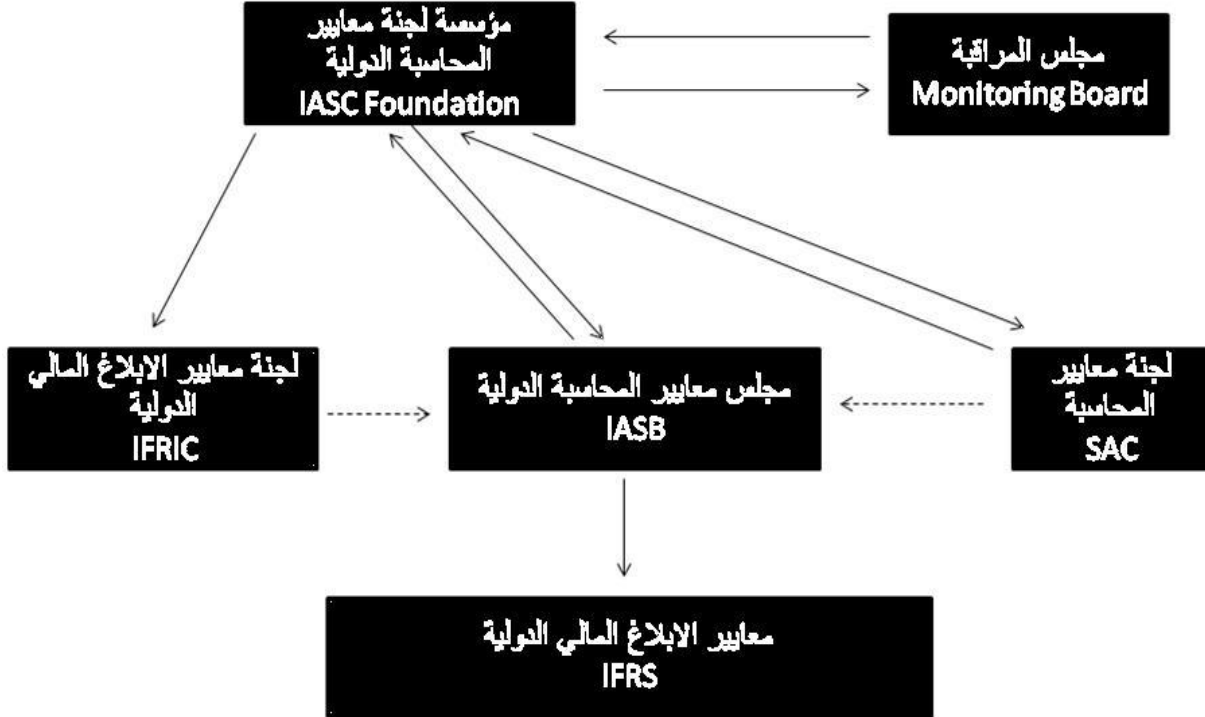 مؤسسة لجنة معايير
المحاسبة الدولية
IASC Foundation
مجلس المراقبة
Monitoring Board
لجنة معايير الابلاغ المالي
الدولية
IFRIC
مجلس معايير المحاسبة الدولية
IASB
لجنة معايير
المحاسبة
SAC
معايير الابلاغ المالي الدولية
IFRS